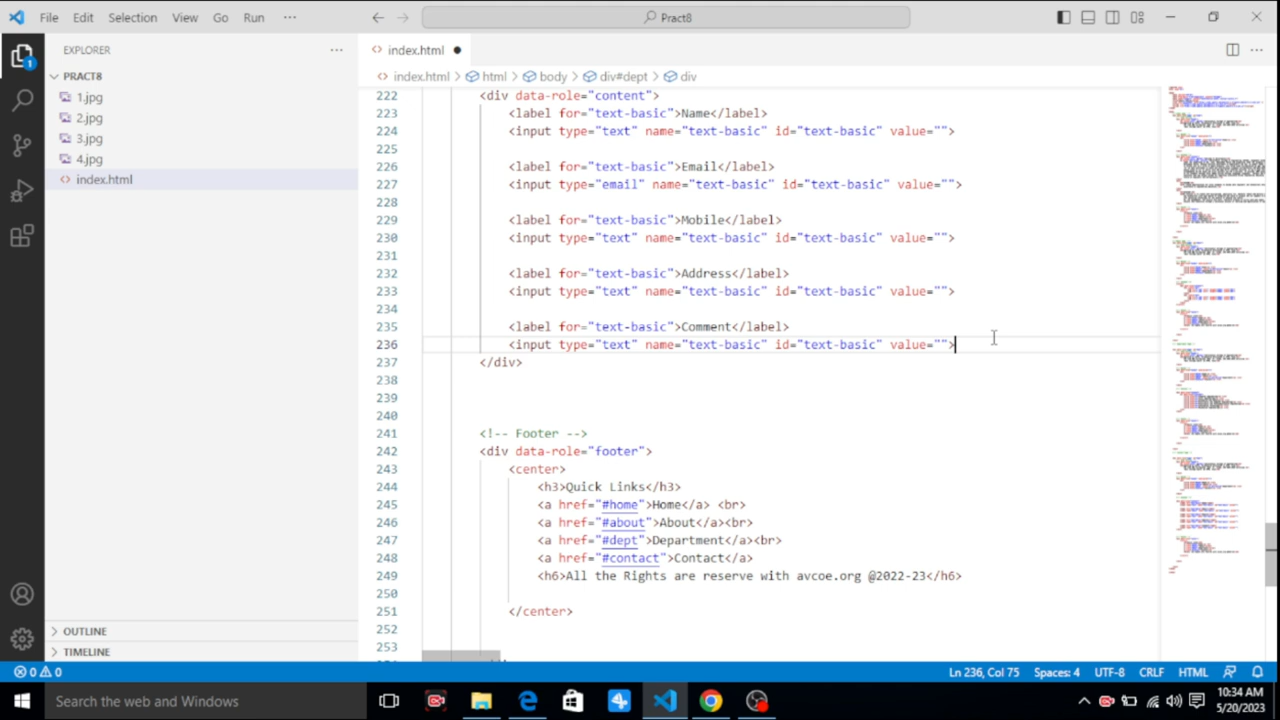 File Edit Selection View Go Run ··· Pract8
EXPLORER ··· index.html
PRACT8 index.html > html > body > div#dept > div
1.jpg
2.jpg
3.jpg
4.jpg
index.html
222 <div data-role="content">
223 <label for="text-basic">Name</label>
224 <input type="text" name="text-basic" id="text-basic" value="">
225
226 <label for="text-basic">Email</label>
227 <input type="email" name="text-basic" id="text-basic" value="">
228
229 <label for="text-basic">Mobile</label>
230 <input type="text" name="text-basic" id="text-basic" value="">
231
232 <label for="text-basic">Address</label>
233 <input type="text" name="text-basic" id="text-basic" value="">
234
235 <label for="text-basic">Comment</label>
236 <input type="text" name="text-basic" id="text-basic" value="">
237 </div>
238
239
240
241 <!-- Footer -->
242 <div data-role="footer">
243 <center>
244 <h3>Quick Links</h3>
245 <a href="#home">Home</a> <br>
246 <a href="#about">About</a><br>
247 <a href="#dept">Department</a><br>
248 <a href="#contact">Contact</a>
249 <h6>All the Rights are reserve with avcoe.org @2022-23</h6>
250
251 </center>
252
253
OUTLINE
TIMELINE
0 0 Ln 236, Col 75 Spaces: 4 UTF-8 CRLF HTML
Search the web and Windows
10:34 AM
5/20/2023